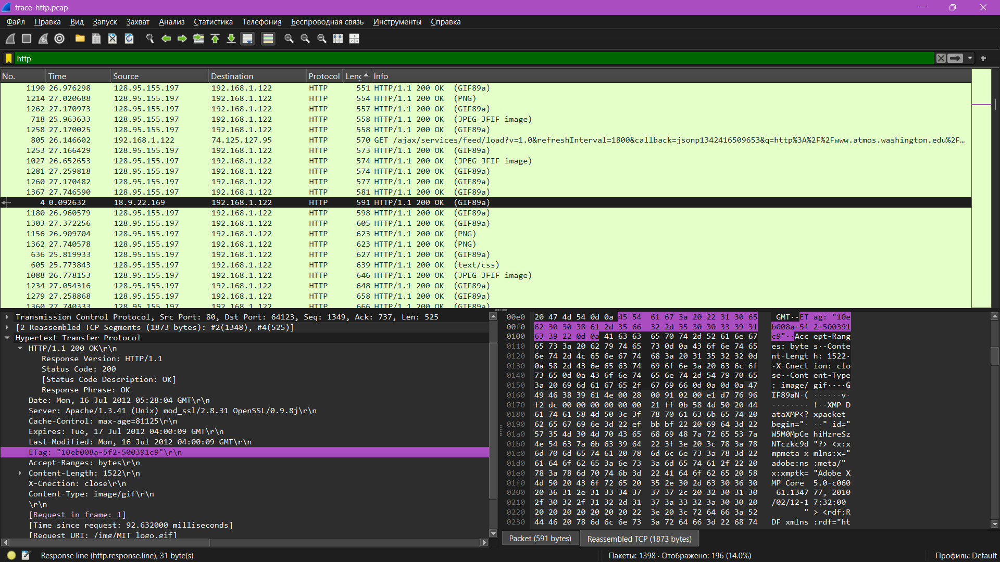 trace-http.pcap
Файл Правка Вид Запуск Захват Анализ Статистика Телефония Беспроводная связь Инструменты Справка
http
No. Time Source Destination Protocol Leng Info
1190 26.976298 128.95.155.197 192.168.1.122 HTTP 551 HTTP/1.1 200 OK (GIF89a)
1214 27.020688 128.95.155.197 192.168.1.122 HTTP 554 HTTP/1.1 200 OK (PNG)
1262 27.170973 128.95.155.197 192.168.1.122 HTTP 557 HTTP/1.1 200 OK (GIF89a)
718 25.963633 128.95.155.197 192.168.1.122 HTTP 558 HTTP/1.1 200 OK (JPEG JFIF image)
1258 27.170025 128.95.155.197 192.168.1.122 HTTP 558 HTTP/1.1 200 OK (GIF89a)
805 26.146602 192.168.1.122 74.125.127.95 HTTP 570 GET /ajax/services/feed/load?v=1.0&refreshInterval=1800&callback=jsonp1342416509653&q=http%3A%2F%2Fwww.atmos.washington.edu%2F…
1253 27.166429 128.95.155.197 192.168.1.122 HTTP 573 HTTP/1.1 200 OK (GIF89a)
1027 26.652653 128.95.155.197 192.168.1.122 HTTP 574 HTTP/1.1 200 OK (JPEG JFIF image)
1281 27.259818 128.95.155.197 192.168.1.122 HTTP 574 HTTP/1.1 200 OK (GIF89a)
1260 27.170482 128.95.155.197 192.168.1.122 HTTP 577 HTTP/1.1 200 OK (GIF89a)
1367 27.746590 128.95.155.197 192.168.1.122 HTTP 581 HTTP/1.1 200 OK (GIF89a)
4 0.092632 18.9.22.169 192.168.1.122 HTTP 591 HTTP/1.1 200 OK (GIF89a)
1180 26.960579 128.95.155.197 192.168.1.122 HTTP 598 HTTP/1.1 200 OK (GIF89a)
1303 27.372256 128.95.155.197 192.168.1.122 HTTP 605 HTTP/1.1 200 OK (GIF89a)
1156 26.909704 128.95.155.197 192.168.1.122 HTTP 623 HTTP/1.1 200 OK (PNG)
1362 27.740578 128.95.155.197 192.168.1.122 HTTP 623 HTTP/1.1 200 OK (PNG)
636 25.819933 128.95.155.197 192.168.1.122 HTTP 627 HTTP/1.1 200 OK (GIF89a)
605 25.773843 128.95.155.197 192.168.1.122 HTTP 639 HTTP/1.1 200 OK (text/css)
1088 26.778153 128.95.155.197 192.168.1.122 HTTP 646 HTTP/1.1 200 OK (JPEG JFIF image)
1234 27.054316 128.95.155.197 192.168.1.122 HTTP 648 HTTP/1.1 200 OK (GIF89a)
1279 27.258868 128.95.155.197 192.168.1.122 HTTP 658 HTTP/1.1 200 OK (GIF89a)
1360 27.740333 128.95.155.197 192.168.1.122 HTTP 666 HTTP/1.1 200 OK (GIF89a)
Transmission Control Protocol, Src Port: 80, Dst Port: 64123, Seq: 1349, Ack: 737, Len: 525
[2 Reassembled TCP Segments (1873 bytes): #2(1348), #4(525)]
Hypertext Transfer Protocol
HTTP/1.1 200 OK\r\n
Response Version: HTTP/1.1
Status Code: 200
[Status Code Description: OK]
Response Phrase: OK
Date: Mon, 16 Jul 2012 05:28:04 GMT\r\n
Server: Apache/1.3.41 (Unix) mod_ssl/2.8.31 OpenSSL/0.9.8j\r\n
Cache-Control: max-age=81125\r\n
Expires: Tue, 17 Jul 2012 04:00:09 GMT\r\n
Last-Modified: Mon, 16 Jul 2012 04:00:09 GMT\r\n
ETag: "10eb008a-5f2-500391c9"\r\n
Accept-Ranges: bytes\r\n
Content-Length: 1522\r\n
X-Cnection: close\r\n
Content-Type: image/gif\r\n
\r\n
[Request in frame: 1]
[Time since request: 92.632000 milliseconds]
[Request URI: /img/MIT_logo.gif]
00e0 20 47 4d 54 0d 0a 45 54 61 67 3a 20 22 31 30 65 GMT··ET ag: "10e
00f0 62 30 30 38 61 2d 35 66 32 2d 35 30 30 33 39 31 b008a-5f 2-500391
0100 63 39 22 0d 0a 41 63 63 65 70 74 2d 52 61 6e 67 c9"··Acc ept-Rang
0110 65 73 3a 20 62 79 74 65 73 0d 0a 43 6f 6e 74 65 es: byte s··Conte
0120 6e 74 2d 4c 65 6e 67 74 68 3a 20 31 35 32 32 0d nt-Lengt h: 1522·
0130 0a 58 2d 43 6e 65 63 74 69 6f 6e 3a 20 63 6c 6f ·X-Cnect ion: clo
0140 73 65 0d 0a 43 6f 6e 74 65 6e 74 2d 54 79 70 65 se··Cont ent-Type
0150 3a 20 69 6d 61 67 65 2f 67 69 66 0d 0a 0d 0a 47 : image/ gif····G
0160 49 46 38 39 61 4e 00 28 00 91 02 00 e1 d7 76 96 IF89aN·( ······v·
0170 f2 dc 00 00 00 00 00 00 21 ff 0b 58 4d 50 20 44 ········ !··XMP D
0180 61 74 61 58 4d 50 3c 3f 78 70 61 63 6b 65 74 20 ataXMP<? xpacket
0190 62 65 67 69 6e 3d 22 ef bb bf 22 20 69 64 3d 22 begin="· ··" id="
01a0 57 35 4d 30 4d 70 43 65 68 69 48 7a 72 65 53 7a W5M0MpCe hiHzreSz
01b0 4e 54 63 7a 6b 63 39 64 22 3f 3e 20 3c 78 3a 78 NTczkc9d "?> <x:x
01c0 6d 70 6d 65 74 61 20 78 6d 6c 6e 73 3a 78 3d 22 mpmeta x mlns:x="
01d0 61 64 6f 62 65 3a 6e 73 3a 6d 65 74 61 2f 22 20 adobe:ns :meta/"
01e0 78 3a 78 6d 70 74 6b 3d 22 41 64 6f 62 65 20 58 x:xmptk= "Adobe X
01f0 4d 50 20 43 6f 72 65 20 35 2e 30 2d 63 30 36 30 MP Core 5.0-c060
0200 20 36 31 2e 31 33 34 37 37 37 2c 20 32 30 31 30 61.1347 77, 2010
0210 2f 30 32 2f 31 32 2d 31 37 3a 33 32 3a 30 30 20 /02/12-1 7:32:00
0220 20 20 20 20 20 20 20 22 3e 20 3c 72 64 66 3a 52 " > <rdf:R
0230 44 46 20 78 6d 6c 6e 73 3a 72 64 66 3d 22 68 74 DF xmlns :rdf="ht
Packet (591 bytes) Reassembled TCP (1873 bytes)
Response line (http.response.line), 31 byte(s)
Пакеты: 1398 · Отображено: 196 (14.0%)
Профиль: Default